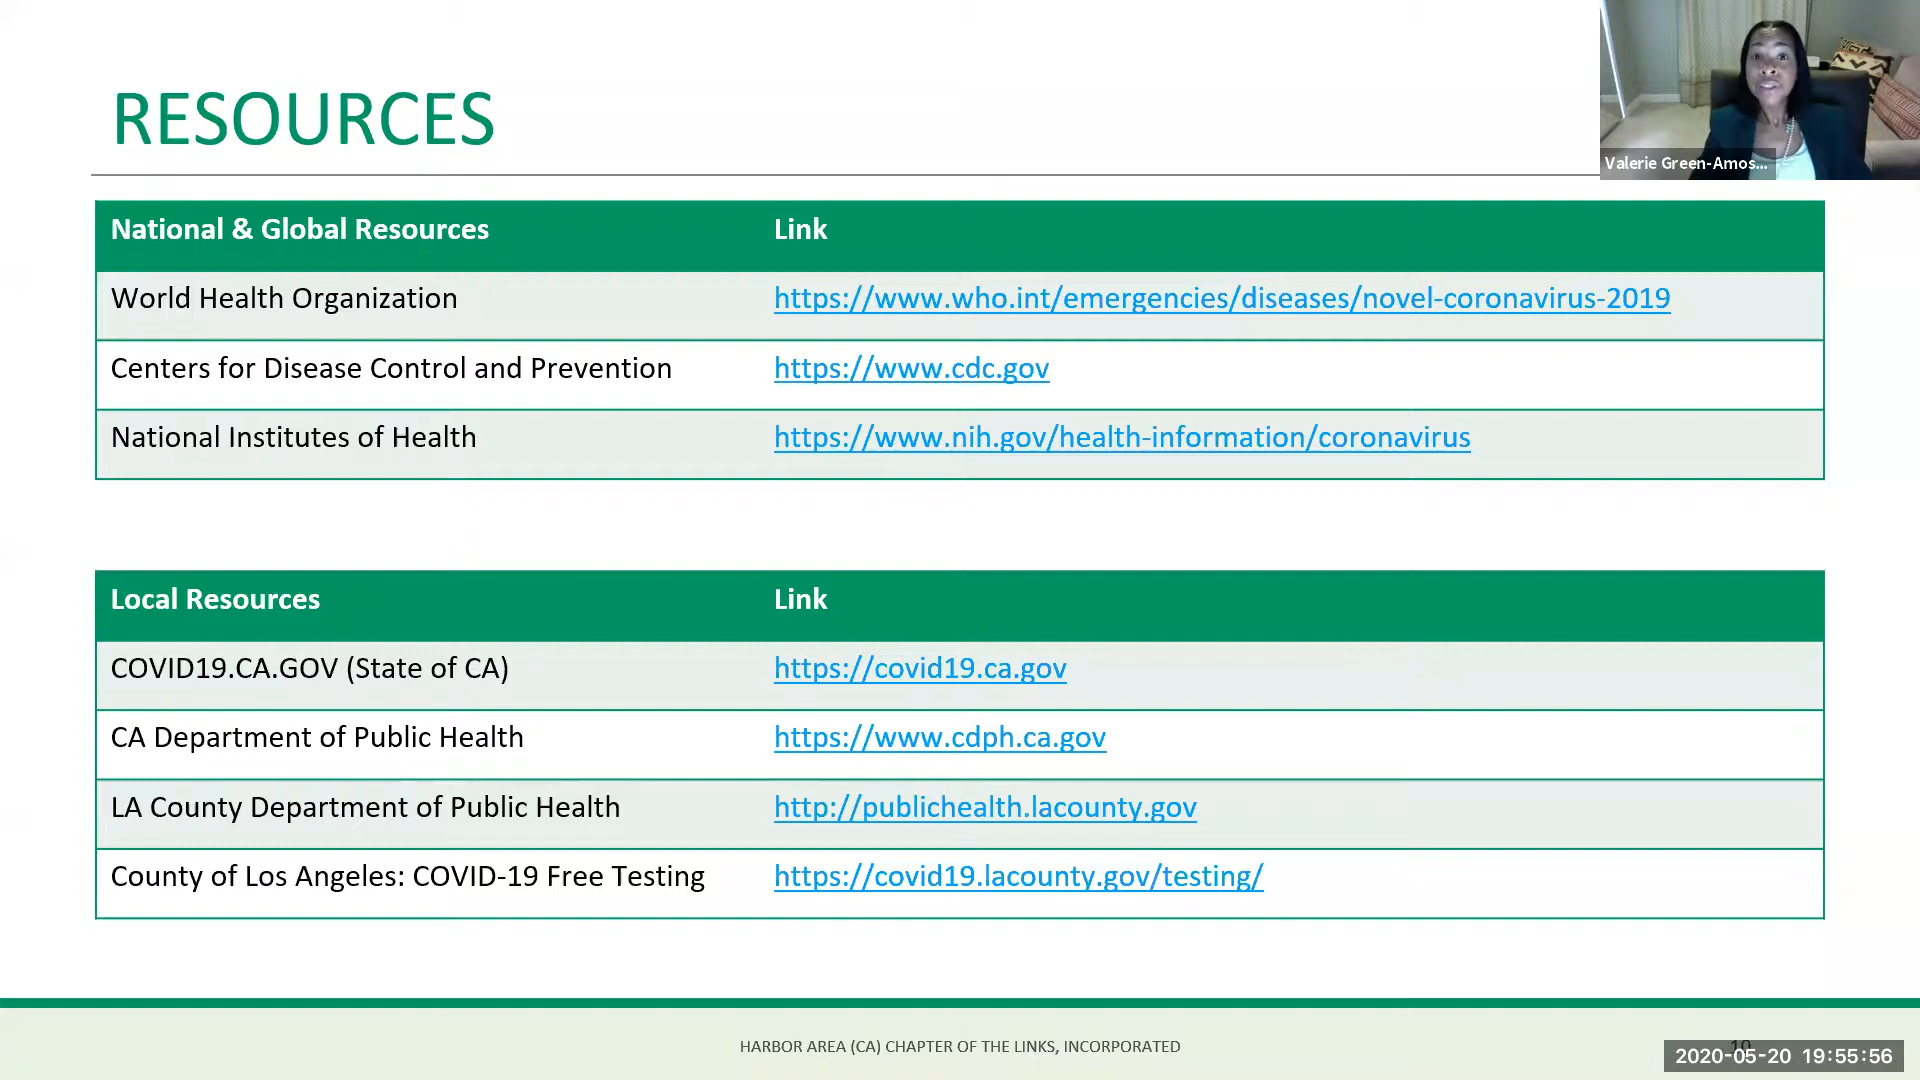 RESOURCES
Valerie Green-Amos...
National & Global Resources Link
World Health Organization https://www.who.int/emergencies/diseases/novel-coronavirus-2019
Centers for Disease Control and Prevention https://www.cdc.gov
National Institutes of Health https://www.nih.gov/health-information/coronavirus
Local Resources Link
COVID19.CA.GOV (State of CA) https://covid19.ca.gov
CA Department of Public Health https://www.cdph.ca.gov
LA County Department of Public Health http://publichealth.lacounty.gov
County of Los Angeles: COVID-19 Free Testing https://covid19.lacounty.gov/testing/
HARBOR AREA (CA) CHAPTER OF THE LINKS, INCORPORATED
10
2020-05-20 19:55:56